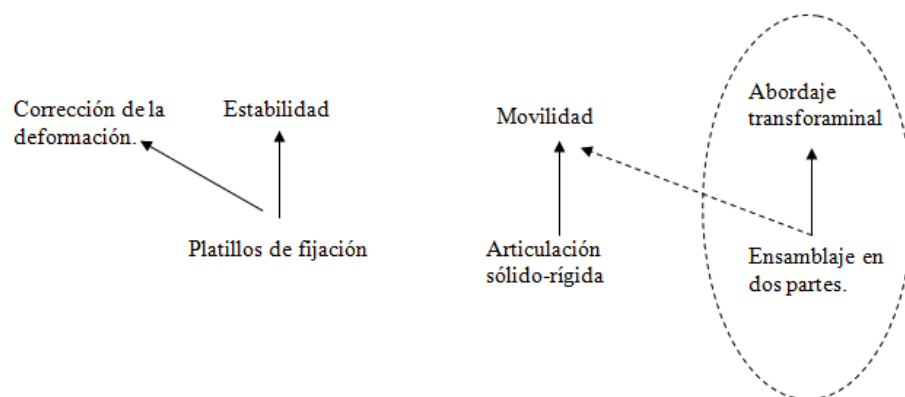 Corrección de la
deformación.
Estabilidad
Movilidad
Abordaje
transforaminal
Platillos de fijación
Articulación
sólido-rígida
Ensamblaje en
dos partes.